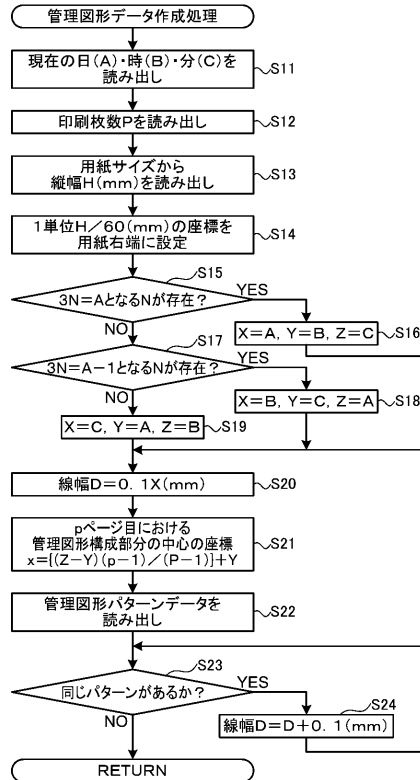 管理図形データ作成処理
現在の日(A)・時(B)・分(C)を
読み出し
S11
印刷枚数Pを読み出し
S12
用紙サイズから
縦幅H(mm)を読み出し
S13
1単位H/60(mm)の座標を
用紙右端に設定
S14
S15
3N=AとなるNが存在?
YES
NO
X=A, Y=B, Z=C
S16
S17
3N=A-1となるNが存在?
YES
NO
X=B, Y=C, Z=A
S18
X=C, Y=A, Z=B
S19
線幅D=0. 1X(mm)
S20
pページ目における
管理図形構成部分の中心の座標
x={(Z-Y)(p-1)/(P-1)}+Y
S21
管理図形パターンデータを
読み出し
S22
S23
同じパターンがあるか?
YES
NO
S24
線幅D=D+0. 1(mm)
RETURN